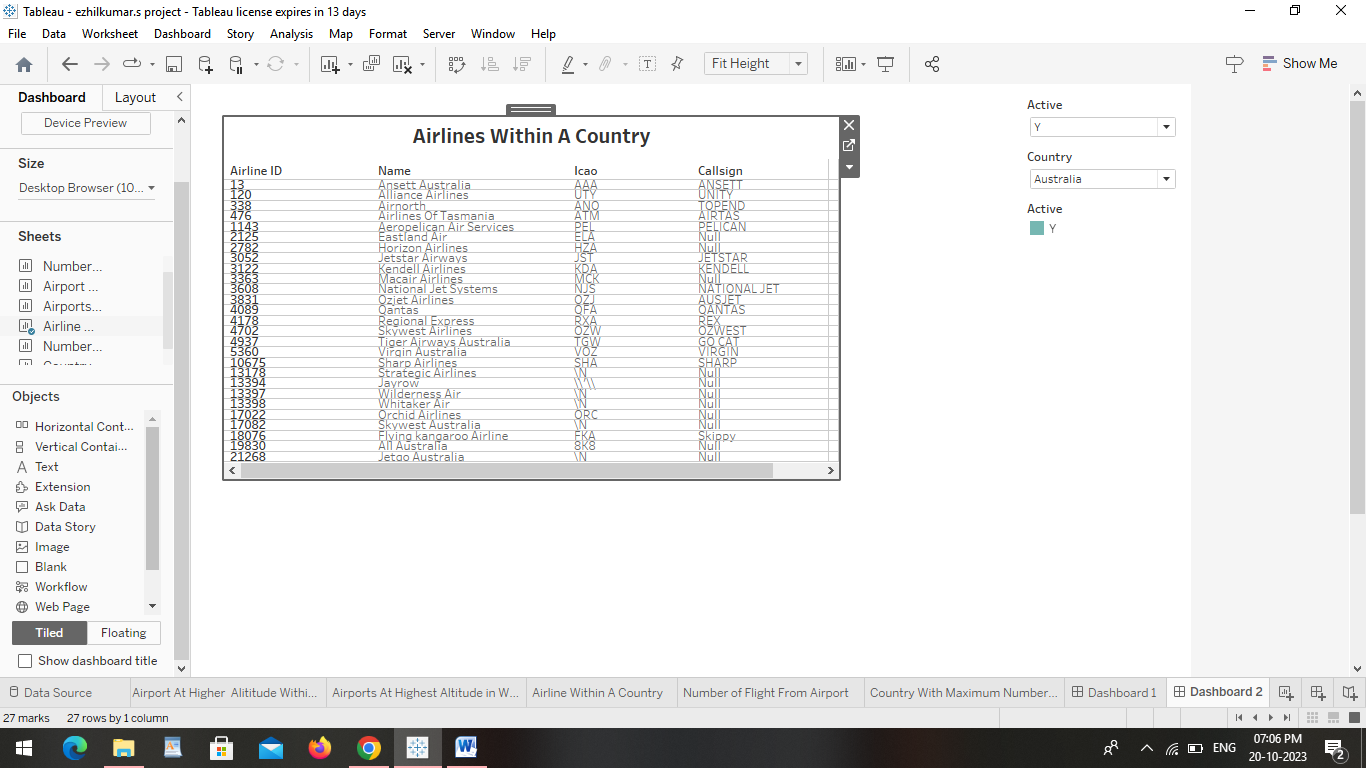 Tableau - ezhilkumar.s project - Tableau license expires in 13 days
File Data Worksheet Dashboard Story Analysis Map Format Server Window Help
Fit Height
Show Me
Dashboard Layout
Device Preview
Size
Desktop Browser (10...
Sheets
Number...
Airport ...
Airports...
Airline ...
Number...
Objects
Horizontal Cont...
Vertical Contai...
Text
Extension
Ask Data
Data Story
Image
Blank
Workflow
Web Page
Tiled Floating
Show dashboard title
Airlines Within A Country
Airline ID Name Icao Callsign
13 Ansett Australia AAA ANSETT
120 Alliance Airlines UTY UNITY
338 Airnorth ANO TOPEND
476 Airlines Of Tasmania ATM AIRTAS
1143 Aeropelican Air Services PEL PELICAN
2125 Eastland Air ELA Null
2782 Horizon Airlines HZA Null
3052 Jetstar Airways JST JETSTAR
3122 Kendell Airlines KDA KENDELL
3363 Macair Airlines MCK Null
3608 National Jet Systems NJS NATIONAL JET
3831 Ozjet Airlines OZJ AUSJET
4089 Qantas QFA QANTAS
4178 Regional Express RXA REX
4702 Skywest Airlines OZW OZWEST
4937 Tiger Airways Australia TGW GO CAT
5360 Virgin Australia VOZ VIRGIN
10675 Sharp Airlines SHA SHARP
13178 Strategic Airlines \N Null
13394 Jayrow \\'\\ Null
13397 Wilderness Air \N Null
13398 Whitaker Air \N Null
17022 Orchid Airlines ORC Null
17082 Skywest Australia \N Null
18076 Flying kangaroo Airline FKA Skippy
19830 All Australia 8K8 Null
21268 Jetgo Australia \N Null
Active
Y
Country
Australia
Active
Y
Data Source Airport At Higher Alititude Withi... Airports At Highest Altitude in W... Airline Within A Country Number of Flight From Airport Country With Maximum Number... Dashboard 1 Dashboard 2
27 marks 27 rows by 1 column
ENG
07:06 PM
20-10-2023
2